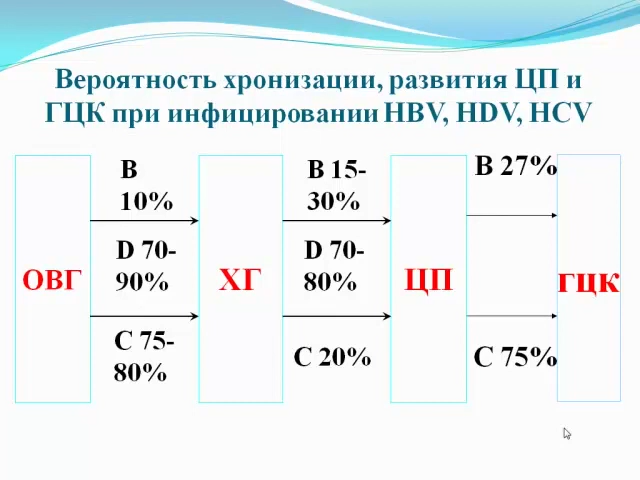 Вероятность хронизации, развития ЦП и
ГЦК при инфицировании HBV, HDV, HCV
ОВГ
В
10%
D 70-
90%
С 75-
80%
ХГ
В 15-
30%
D 70-
80%
С 20%
ЦП
В 27%
С 75%
ГЦК